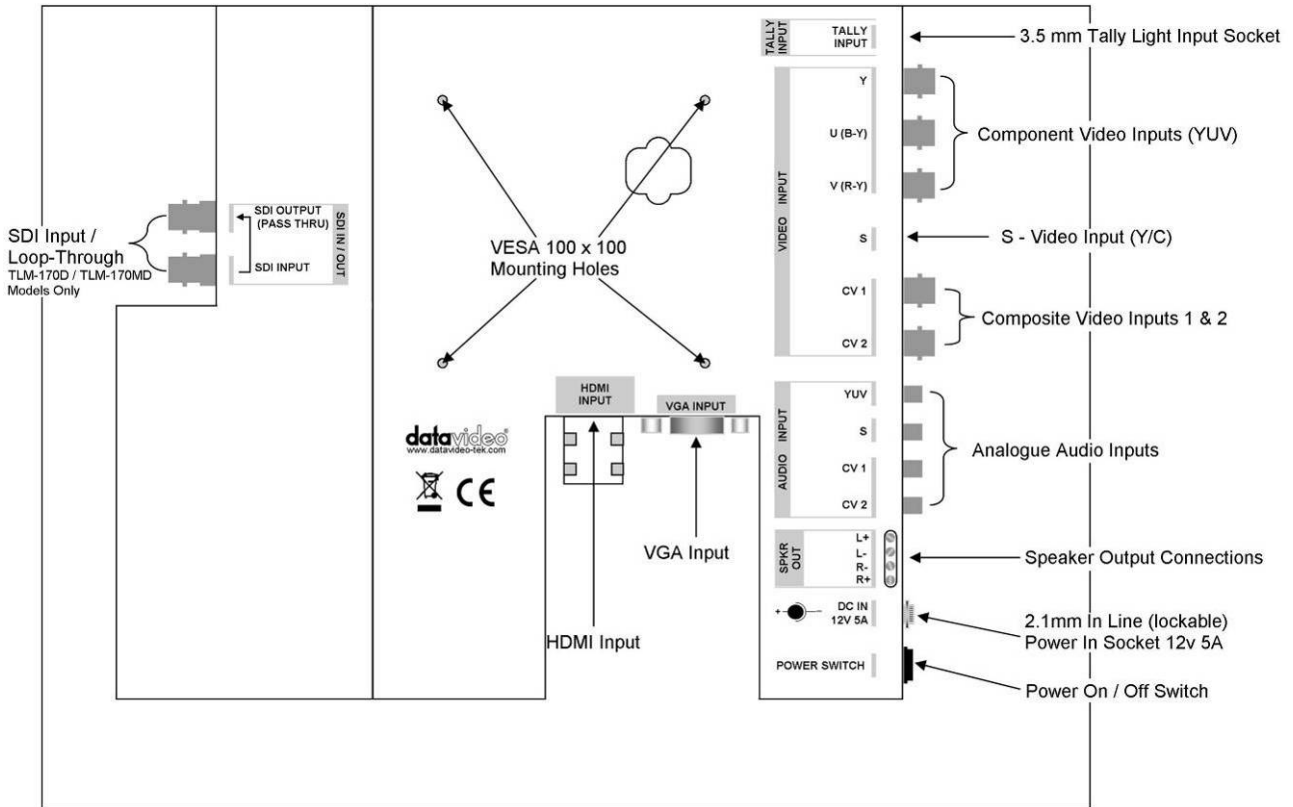 TALLY INPUT
TALLY
INPUT
3.5 mm Tally Light Input Socket
VIDEO INPUT
Y
U (B-Y)
V (R-Y)
Component Video Inputs (YUV)
S
S - Video Input (Y/C)
CV 1
CV 2
Composite Video Inputs 1 & 2
SDI Input /
Loop-Through
TLM-170D / TLM-170MD
Models Only
SDI OUTPUT
(PASS THRU)
SDI INPUT
SDI IN / OUT
VESA 100 x 100
Mounting Holes
HDMI
INPUT
VGA INPUT
datavideo®
www.datavideo-tek.com
CE
HDMI Input
VGA Input
AUDIO INPUT
YUV
S
CV 1
CV 2
Analogue Audio Inputs
SPKR
OUT
L+
L-
R-
R+
Speaker Output Connections
+
-
DC IN
12V 5A
2.1mm In Line (lockable)
Power In Socket 12v 5A
POWER SWITCH
Power On / Off Switch